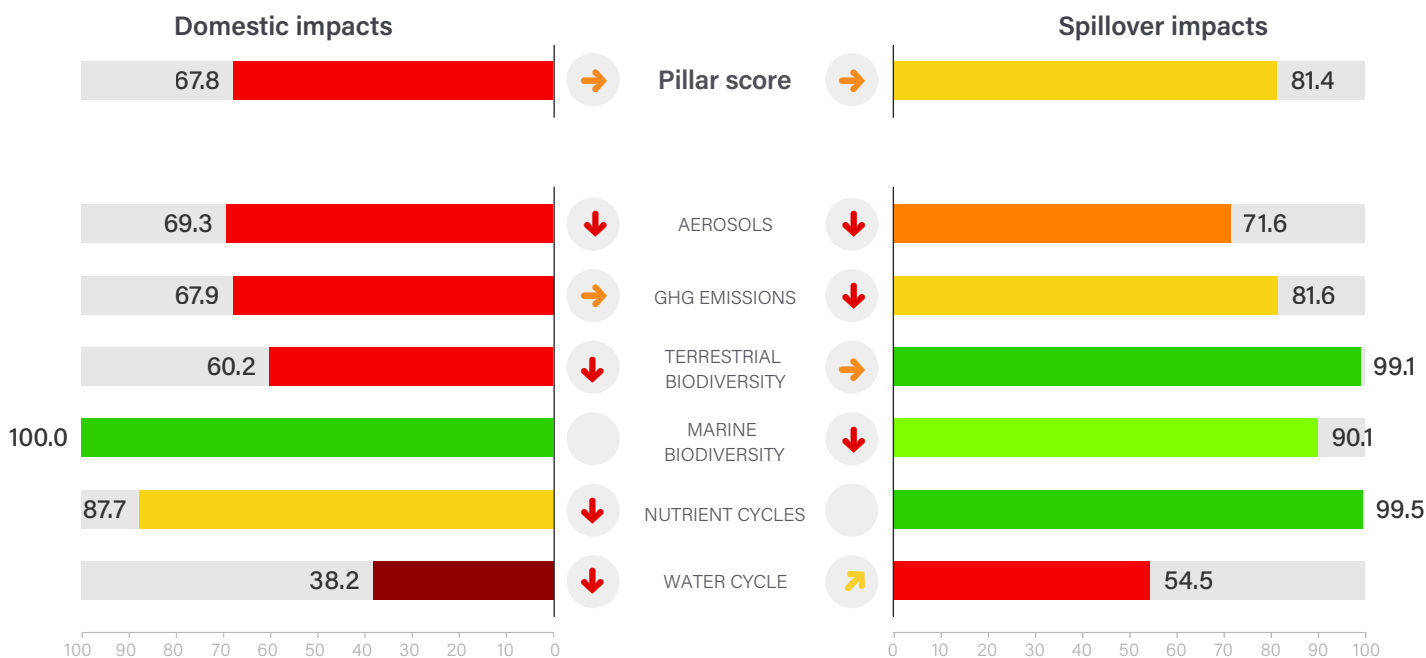 Domestic impacts
Spillover impacts
67.8
Pillar score
81.4
69.3
AEROSOLS
71.6
67.9
GHG EMISSIONS
81.6
60.2
TERRESTRIAL
BIODIVERSITY
99.1
100.0
MARINE
BIODIVERSITY
90.1
87.7
NUTRIENT CYCLES
99.5
38.2
WATER CYCLE
54.5
100 90 80 70 60 50 40 30 20 10 0
0 10 20 30 40 50 60 70 80 90 100